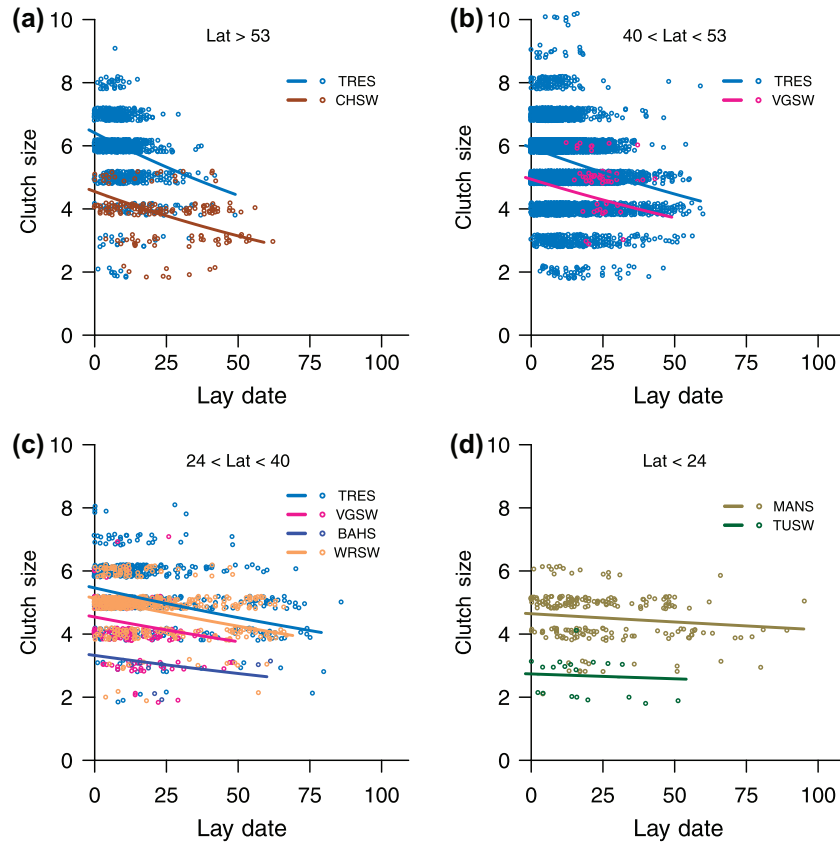 (a)
Lat > 53
TRES
CHSW
Clutch size
10
8
6
4
2
0
0 25 50 75 100
Lay date
(b)
40 < Lat < 53
TRES
VGSW
Clutch size
10
8
6
4
2
0
0 25 50 75 100
Lay date
(c)
24 < Lat < 40
TRES
VGSW
BAHS
WRSW
Clutch size
10
8
6
4
2
0
0 25 50 75 100
Lay date
(d)
Lat < 24
MANS
TUSW
Clutch size
10
8
6
4
2
0
0 25 50 75 100
Lay date